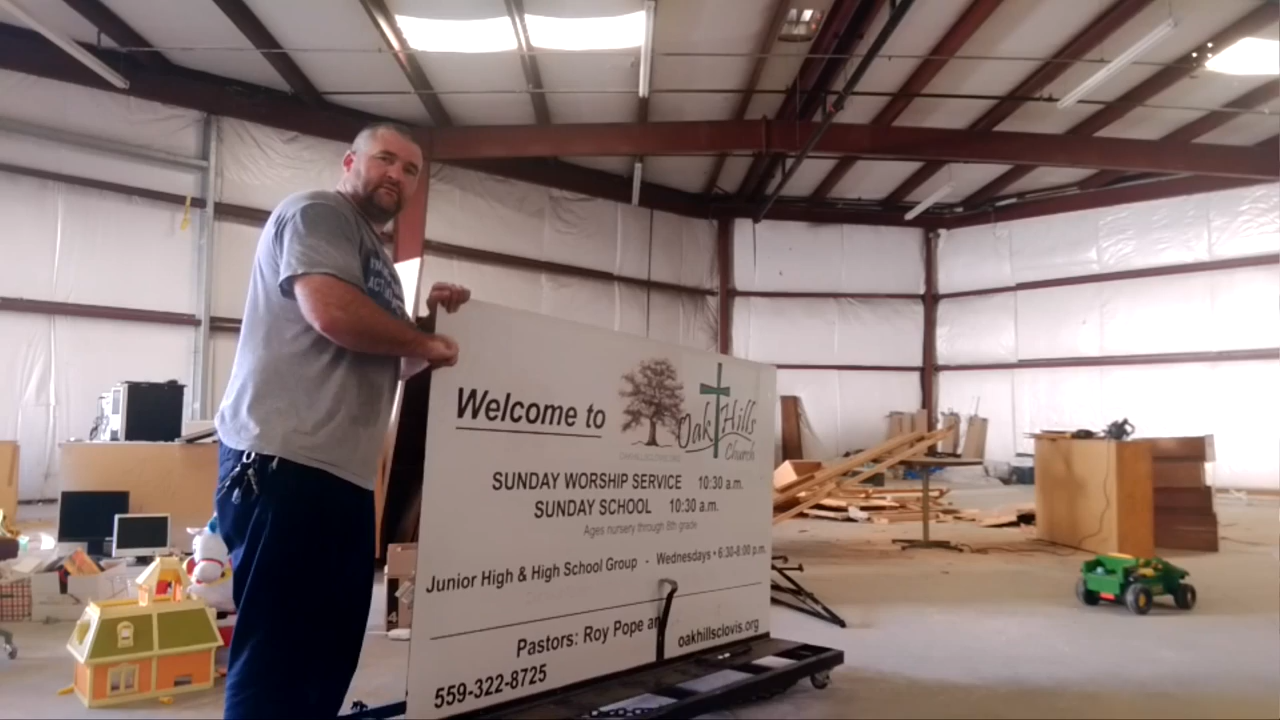 Welcome to
Oak Hills
Church
SUNDAY WORSHIP SERVICE 10:30 a.m.
SUNDAY SCHOOL 10:30 a.m.
Ages nursery through 8th grade
Junior High & High School Group - Wednesdays • 6:30-8:00 p.m.
Pastors: Roy Pope an
559-322-8725
oakhillsclovis.org